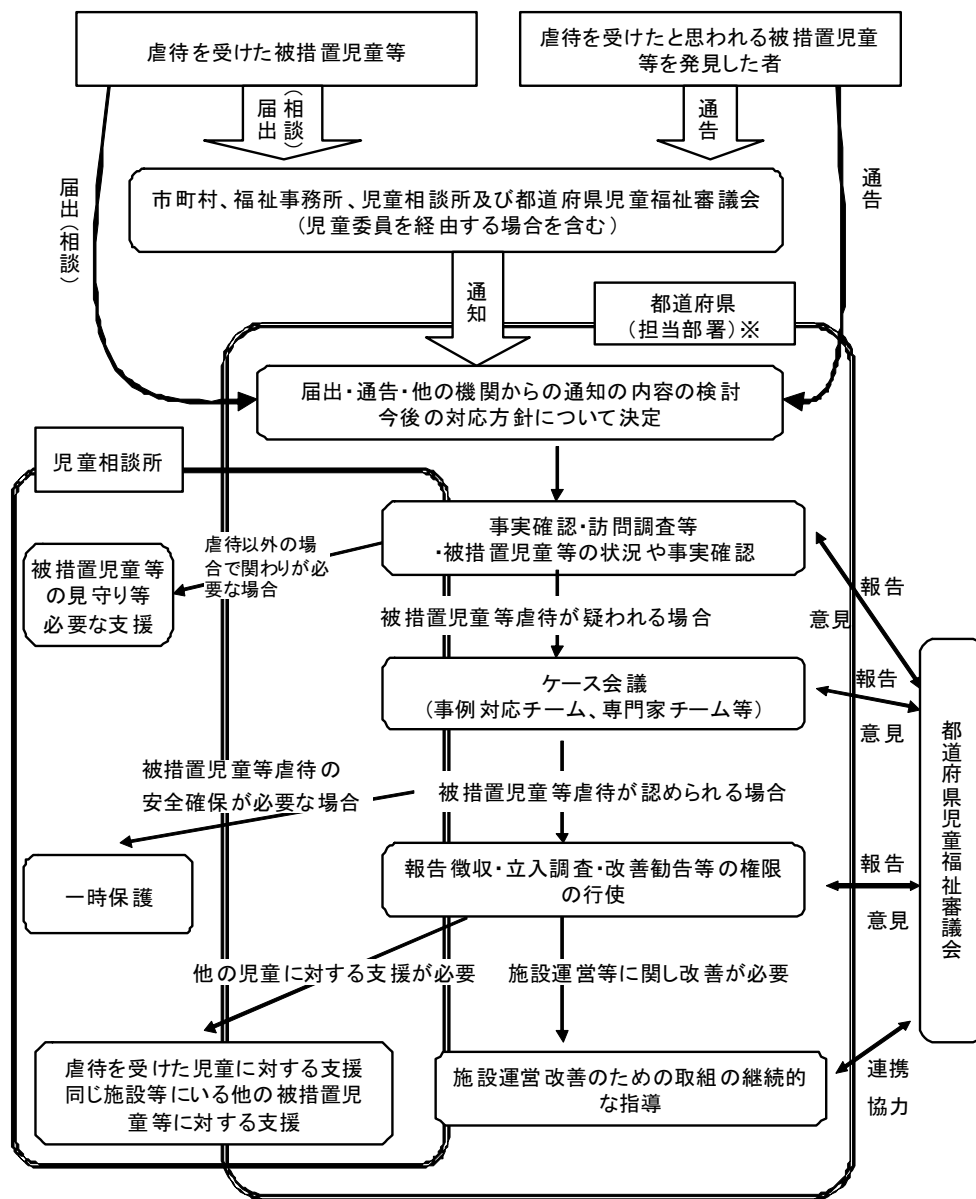 虐待を受けた被措置児童等
虐待を受けたと思われる被措置児童
等を発見した者
届出(相談)
通告
届出(相談)
通告
市町村、福祉事務所、児童相談所及び都道府県児童福祉審議会
(児童委員を経由する場合を含む)
通知
都道府県
(担当部署)※
届出・通告・他の機関からの通知の内容の検討
今後の対応方針について決定
児童相談所
事実確認・訪問調査等
・被措置児童等の状況や事実確認
虐待以外の場
合で関わりが必
要な場合
被措置児童等
の見守り等
必要な支援
報告
意見
被措置児童等虐待が疑われる場合
ケース会議
(事例対応チーム、専門家チーム等)
報告
意見
都道府県児童福祉審議会
被措置児童等虐待の
安全確保が必要な場合
被措置児童等虐待が認められる場合
一時保護
報告徴収・立入調査・改善勧告等の権限
の行使
報告
意見
他の児童に対する支援が必要
施設運営等に関し改善が必要
虐待を受けた児童に対する支援
同じ施設等にいる他の被措置児
童等に対する支援
施設運営改善のための取組の継続的
な指導
連携
協力